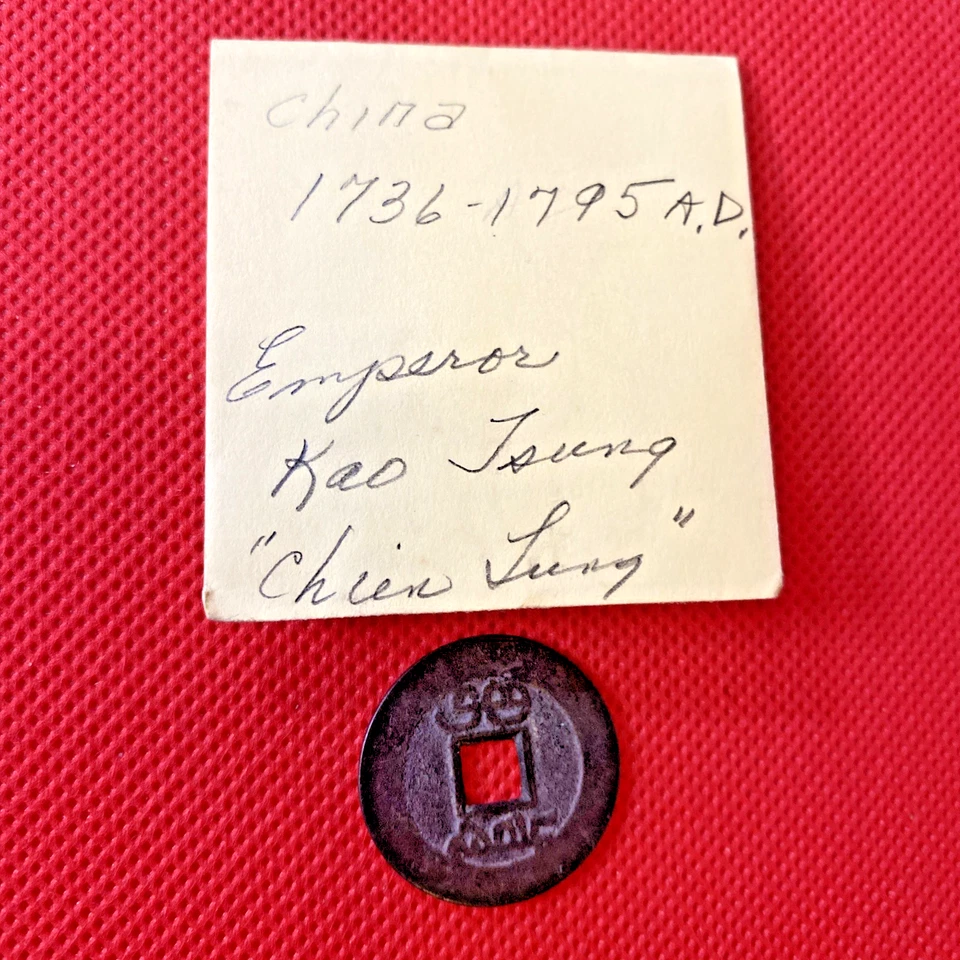 China
1736-1795 A.D.
Emperor
Kao Tsung
"Chien Lung"